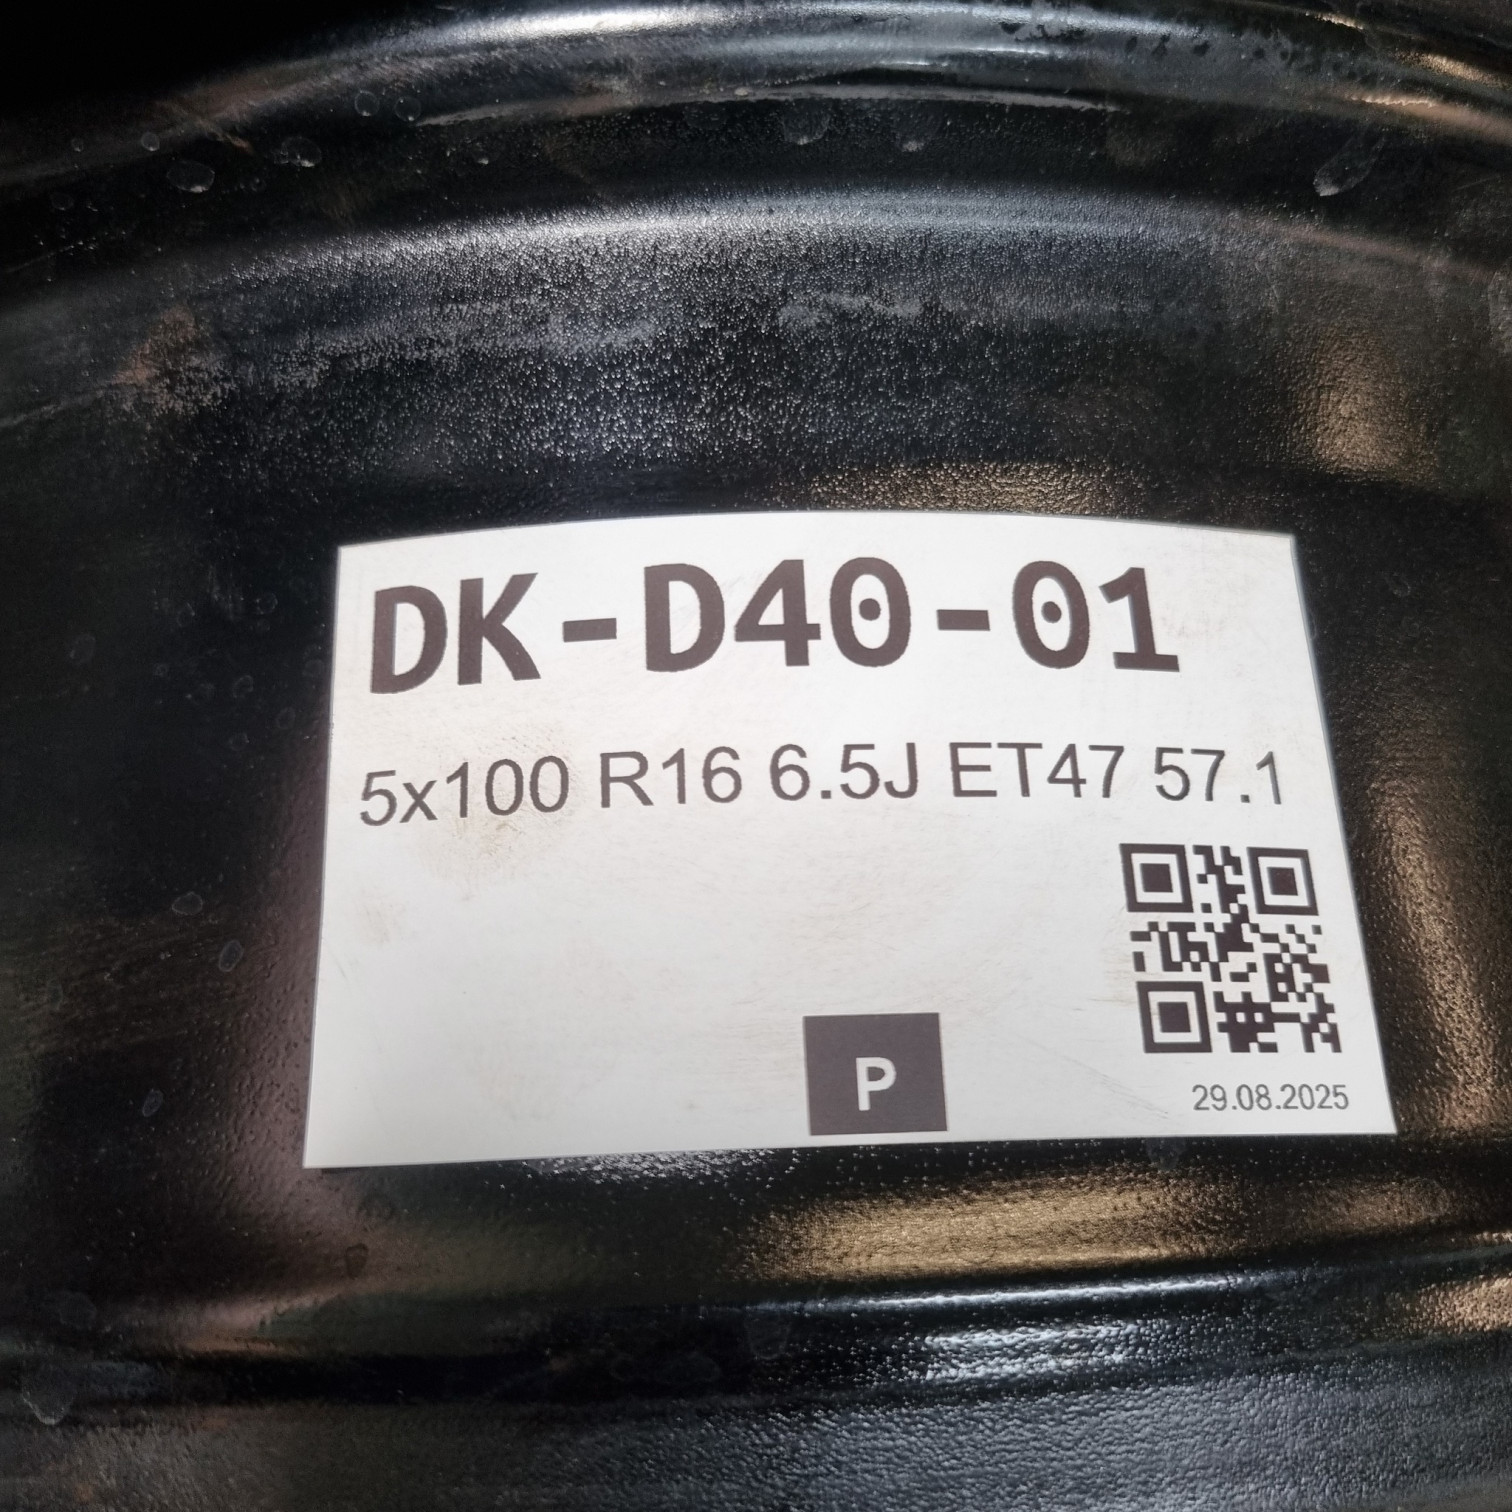 DK-D40-01
5x100 R16 6.5J ET47 57.1
P
29.08.2025